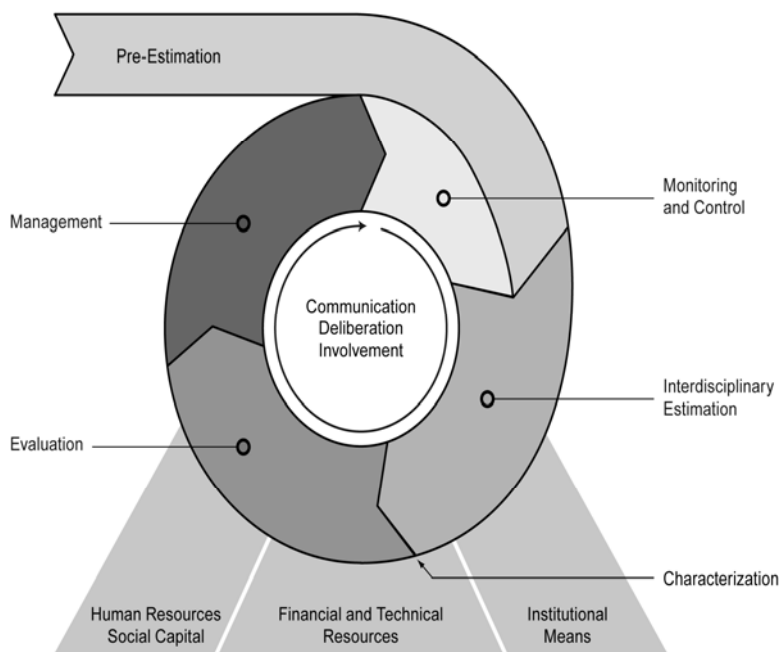 Pre-Estimation
Monitoring
and Control
Management
Communication
Deliberation
Involvement
Interdisciplinary
Estimation
Evaluation
Characterization
Human Resources
Social Capital
Financial and Technical
Resources
Institutional
Means